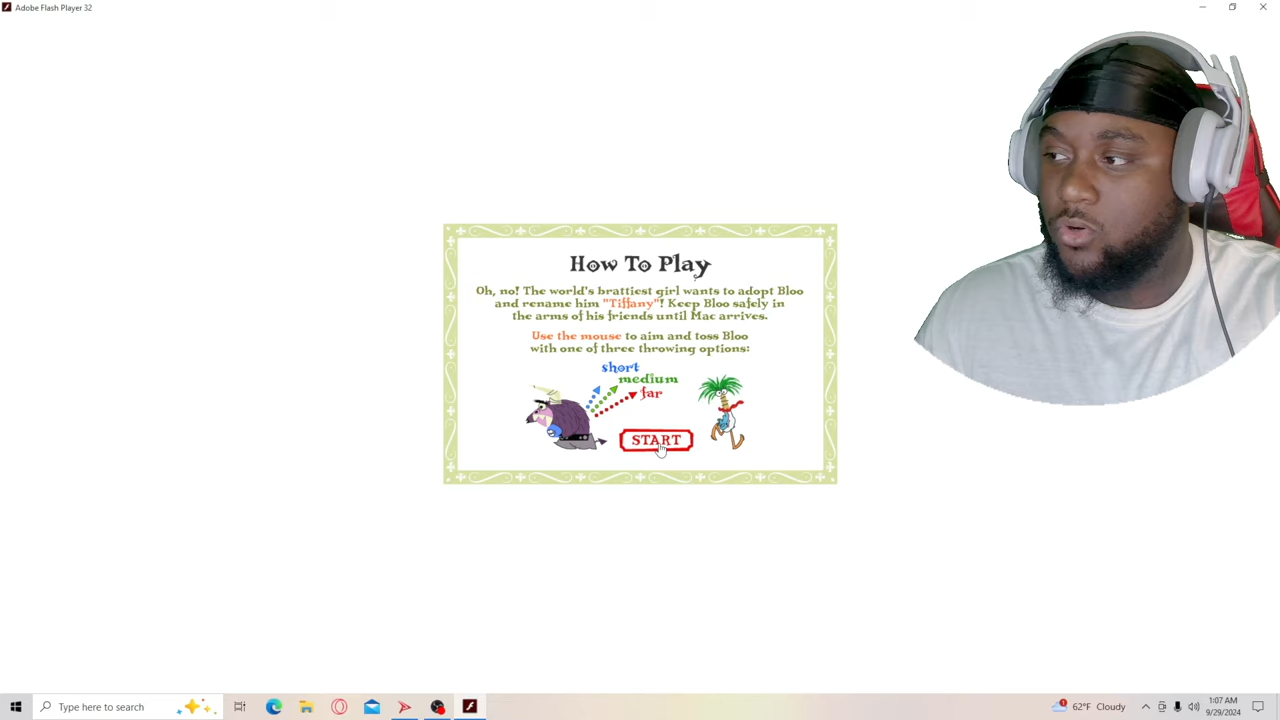 Adobe Flash Player 32
How To Play
Oh, no! The world's brattiest girl wants to adopt Bloo
and rename him "Tiffany"! Keep Bloo safely in
the arms of his friends until Mac arrives.
Use the mouse to aim and toss Bloo
with one of three throwing options:
short
medium
far
START
Type here to search
62°F Cloudy
1:07 AM
9/29/2024